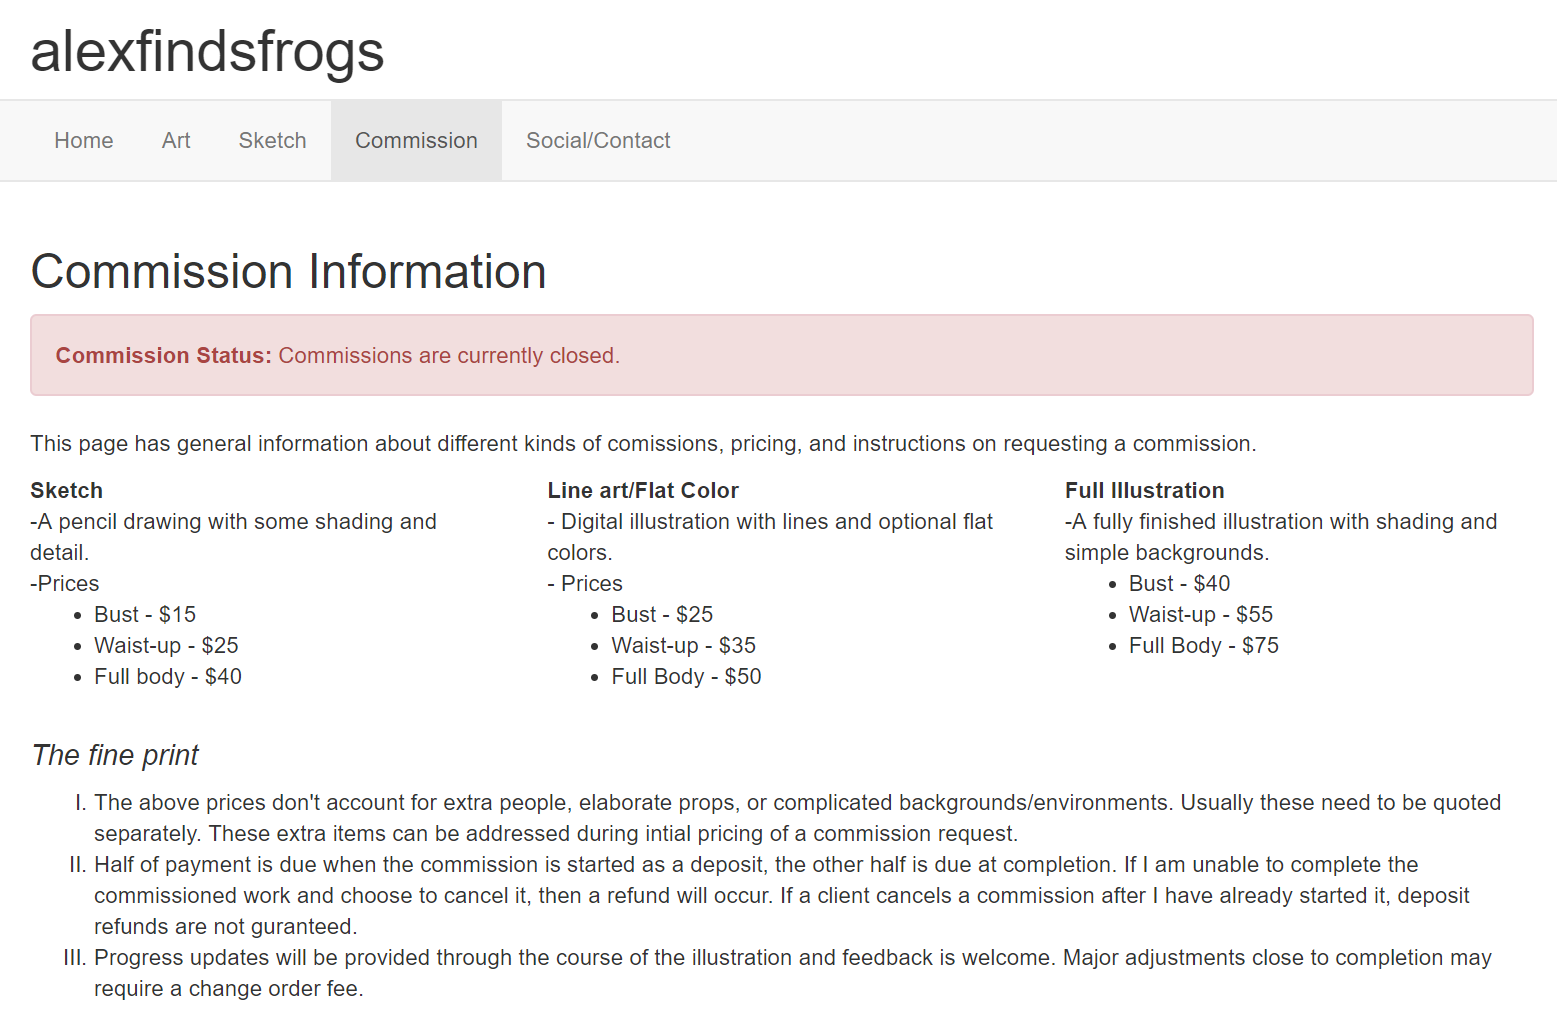 alexfindsfrogs
Home Art Sketch Commission Social/Contact
Commission Information
Commission Status: Commissions are currently closed.
This page has general information about different kinds of comissions, pricing, and instructions on requesting a commission.
Sketch
-A pencil drawing with some shading and
detail.
-Prices
• Bust - $15
• Waist-up - $25
• Full body - $40
Line art/Flat Color
- Digital illustration with lines and optional flat
colors.
- Prices
• Bust - $25
• Waist-up - $35
• Full Body - $50
Full Illustration
-A fully finished illustration with shading and
simple backgrounds.
• Bust - $40
• Waist-up - $55
• Full Body - $75
The fine print
I. The above prices don't account for extra people, elaborate props, or complicated backgrounds/environments. Usually these need to be quoted
separately. These extra items can be addressed during intial pricing of a commission request.
II. Half of payment is due when the commission is started as a deposit, the other half is due at completion. If I am unable to complete the
commissioned work and choose to cancel it, then a refund will occur. If a client cancels a commission after I have already started it, deposit
refunds are not guranteed.
III. Progress updates will be provided through the course of the illustration and feedback is welcome. Major adjustments close to completion may
require a change order fee.